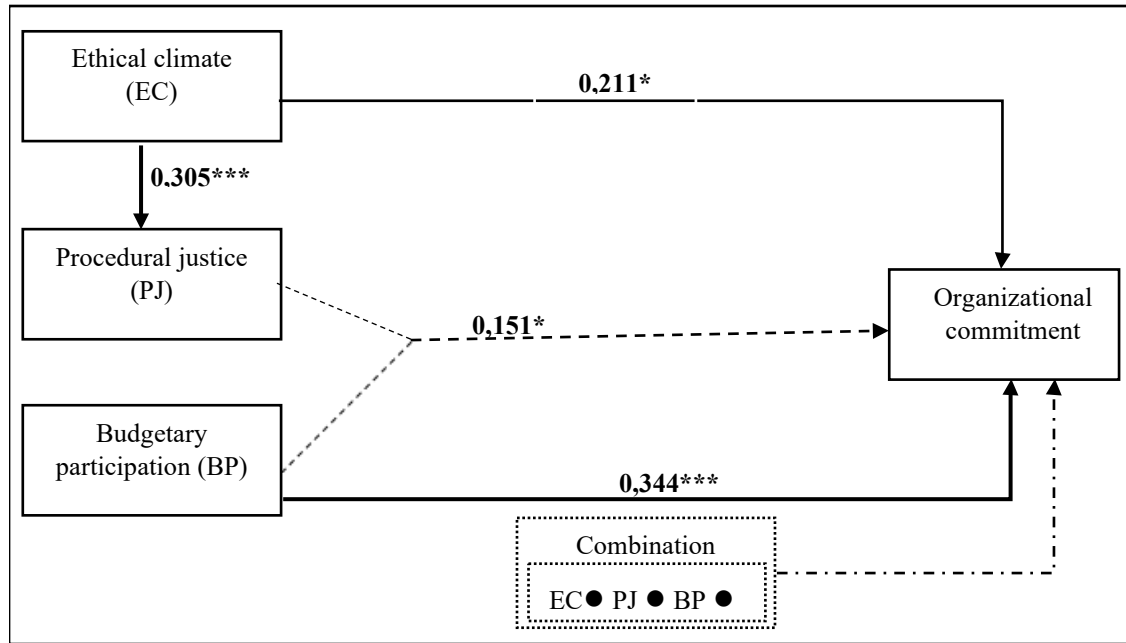 Ethical climate
(EC)
0,211*
0,305***
Procedural justice
(PJ)
Organizational
commitment
0,151*
Budgetary
participation (BP)
0,344***
Combination
EC● PJ ● BP ●